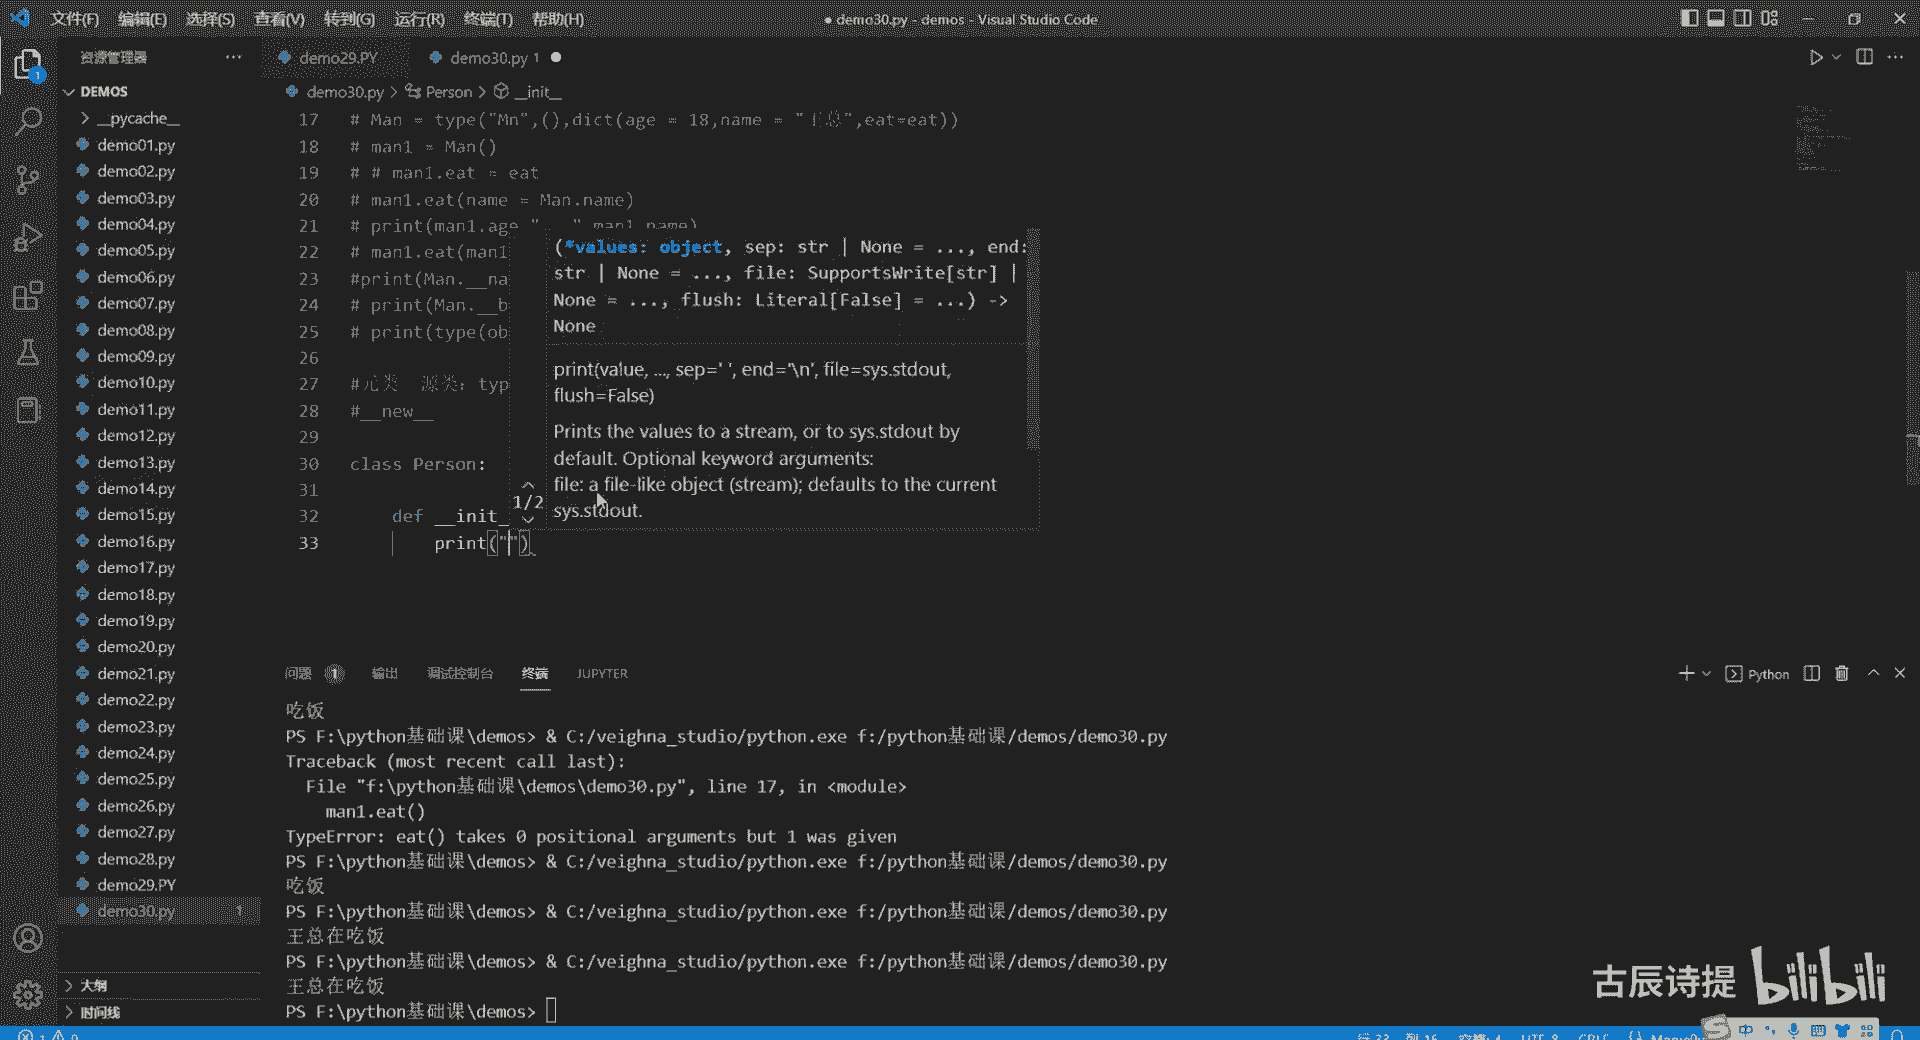 文件(F) 编辑(E) 选择(S) 查看(V) 转到(G) 运行(R) 终端(T) 帮助(H) ● demo30.py - demos - Visual Studio Code
资源管理器 ··· demo29.PY demo30.py 1 ●
1
DEMOS
demo30.py > Person > __init__
__pycache__
demo01.py
demo02.py
demo03.py
demo04.py
demo05.py
demo06.py
demo07.py
demo08.py
demo09.py
demo10.py
demo11.py
demo12.py
demo13.py
demo14.py
demo15.py
demo16.py
demo17.py
demo18.py
demo19.py
demo20.py
demo21.py
demo22.py
demo23.py
demo24.py
demo25.py
demo26.py
demo27.py
demo28.py
demo29.PY
demo30.py 1
大纲
时间线
17 # Man = type("Mn",(),dict(age = 18,name = "王总",eat=eat))
18 # man1 = Man()
19 # # man1.eat = eat
20 # man1.eat(name = Man.name)
21 # print(man1.age," man1.name)
22 # man1.eat(man1
23 #print(Man.__na
24 # print(Man.__b
25 # print(type(ob
26
27 #元类 源类: typ
28 #__new__
29
30 class Person:
31
32 def __init_
33 print("")
(*values: object, sep: str | None = ..., end:
str | None = ..., file: SupportsWrite[str] |
None = ..., flush: Literal[False] = ...) ->
None
print(value, ..., sep=' ', end='\n', file=sys.stdout,
flush=False)
Prints the values to a stream, or to sys.stdout by
default. Optional keyword arguments:
file: a file-like object (stream); defaults to the current
sys.stdout.
1/2
问题 1 输出 调试控制台 终端 JUPYTER
Python
吃饭
PS F:\python基础课\demos> & C:/veighna_studio/python.exe f:/python基础课/demos/demo30.py
Traceback (most recent call last):
File "f:\python基础课\demos\demo30.py", line 17, in <module>
man1.eat()
TypeError: eat() takes 0 positional arguments but 1 was given
PS F:\python基础课\demos> & C:/veighna_studio/python.exe f:/python基础课/demos/demo30.py
吃饭
PS F:\python基础课\demos> & C:/veighna_studio/python.exe f:/python基础课/demos/demo30.py
王总在吃饭
PS F:\python基础课\demos> & C:/veighna_studio/python.exe f:/python基础课/demos/demo30.py
王总在吃饭
PS F:\python基础课\demos>
古辰诗提 bilibili
中